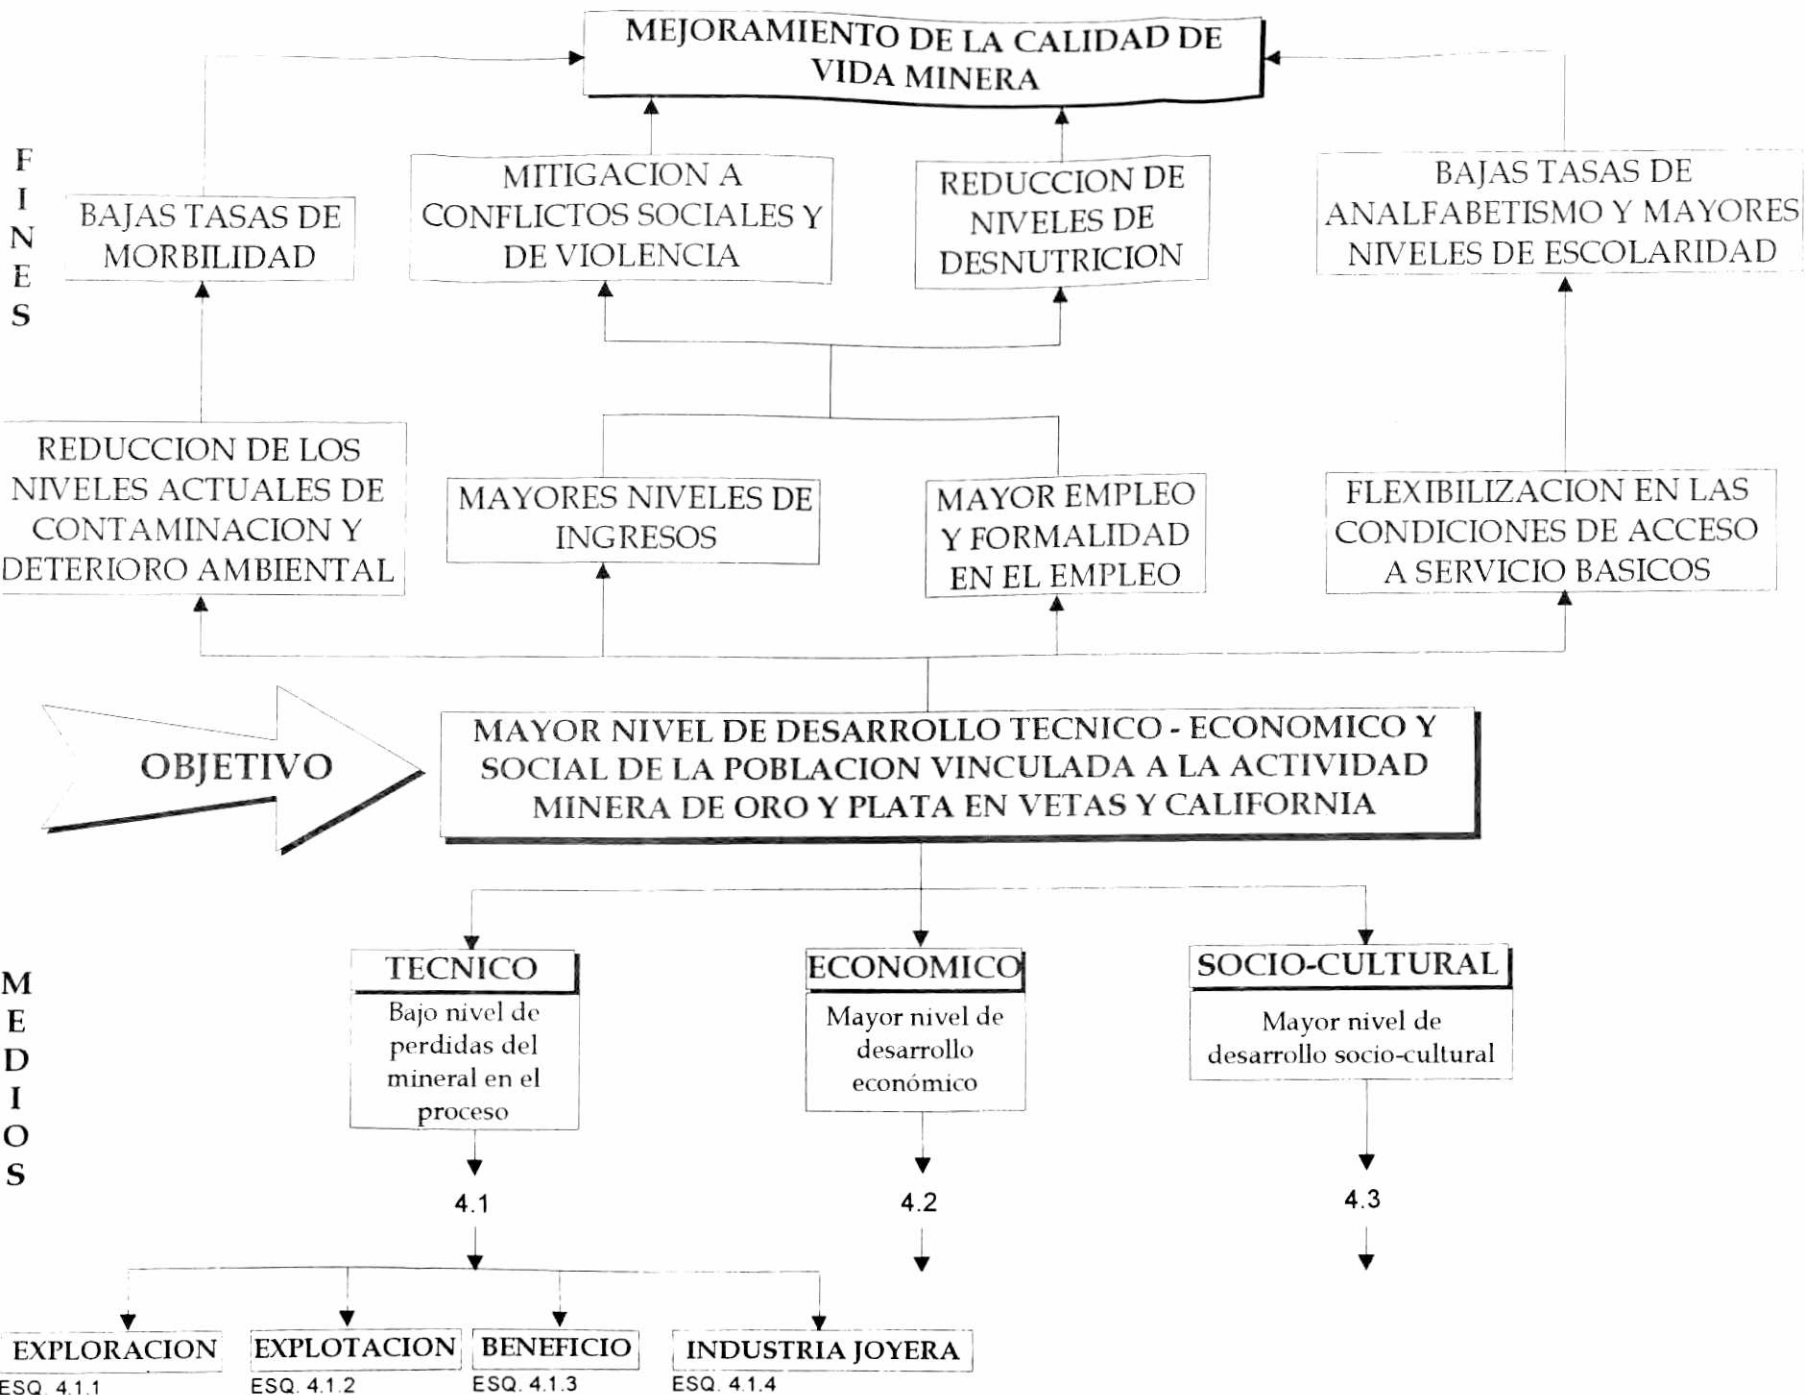 MEJORAMIENTO DE LA CALIDAD DE
VIDA MINERA
FINES
BAJAS TASAS DE
MORBILIDAD
MITIGACION A
CONFLICTOS SOCIALES Y
DE VIOLENCIA
REDUCCION DE
NIVELES DE
DESNUTRICION
BAJAS TASAS DE
ANALFABETISMO Y MAYORES
NIVELES DE ESCOLARIDAD
REDUCCION DE LOS
NIVELES ACTUALES DE
CONTAMINACION Y
DETERIORO AMBIENTAL
MAYORES NIVELES DE
INGRESOS
MAYOR EMPLEO
Y FORMALIDAD
EN EL EMPLEO
FLEXIBILIZACION EN LAS
CONDICIONES DE ACCESO
A SERVICIO BASICOS
OBJETIVO
MAYOR NIVEL DE DESARROLLO TECNICO - ECONOMICO Y
SOCIAL DE LA POBLACION VINCULADA A LA ACTIVIDAD
MINERA DE ORO Y PLATA EN VETAS Y CALIFORNIA
MEDIOS
TECNICO
Bajo nivel de
perdidas del
mineral en el
proceso
ECONOMICO
Mayor nivel de
desarrollo
económico
SOCIO-CULTURAL
Mayor nivel de
desarrollo socio-cultural
4.1
4.2
4.3
EXPLORACION
ESQ. 4.1.1
EXPLOTACION
ESQ. 4.1.2
BENEFICIO
ESQ. 4.1.3
INDUSTRIA JOYERA
ESQ. 4.1.4